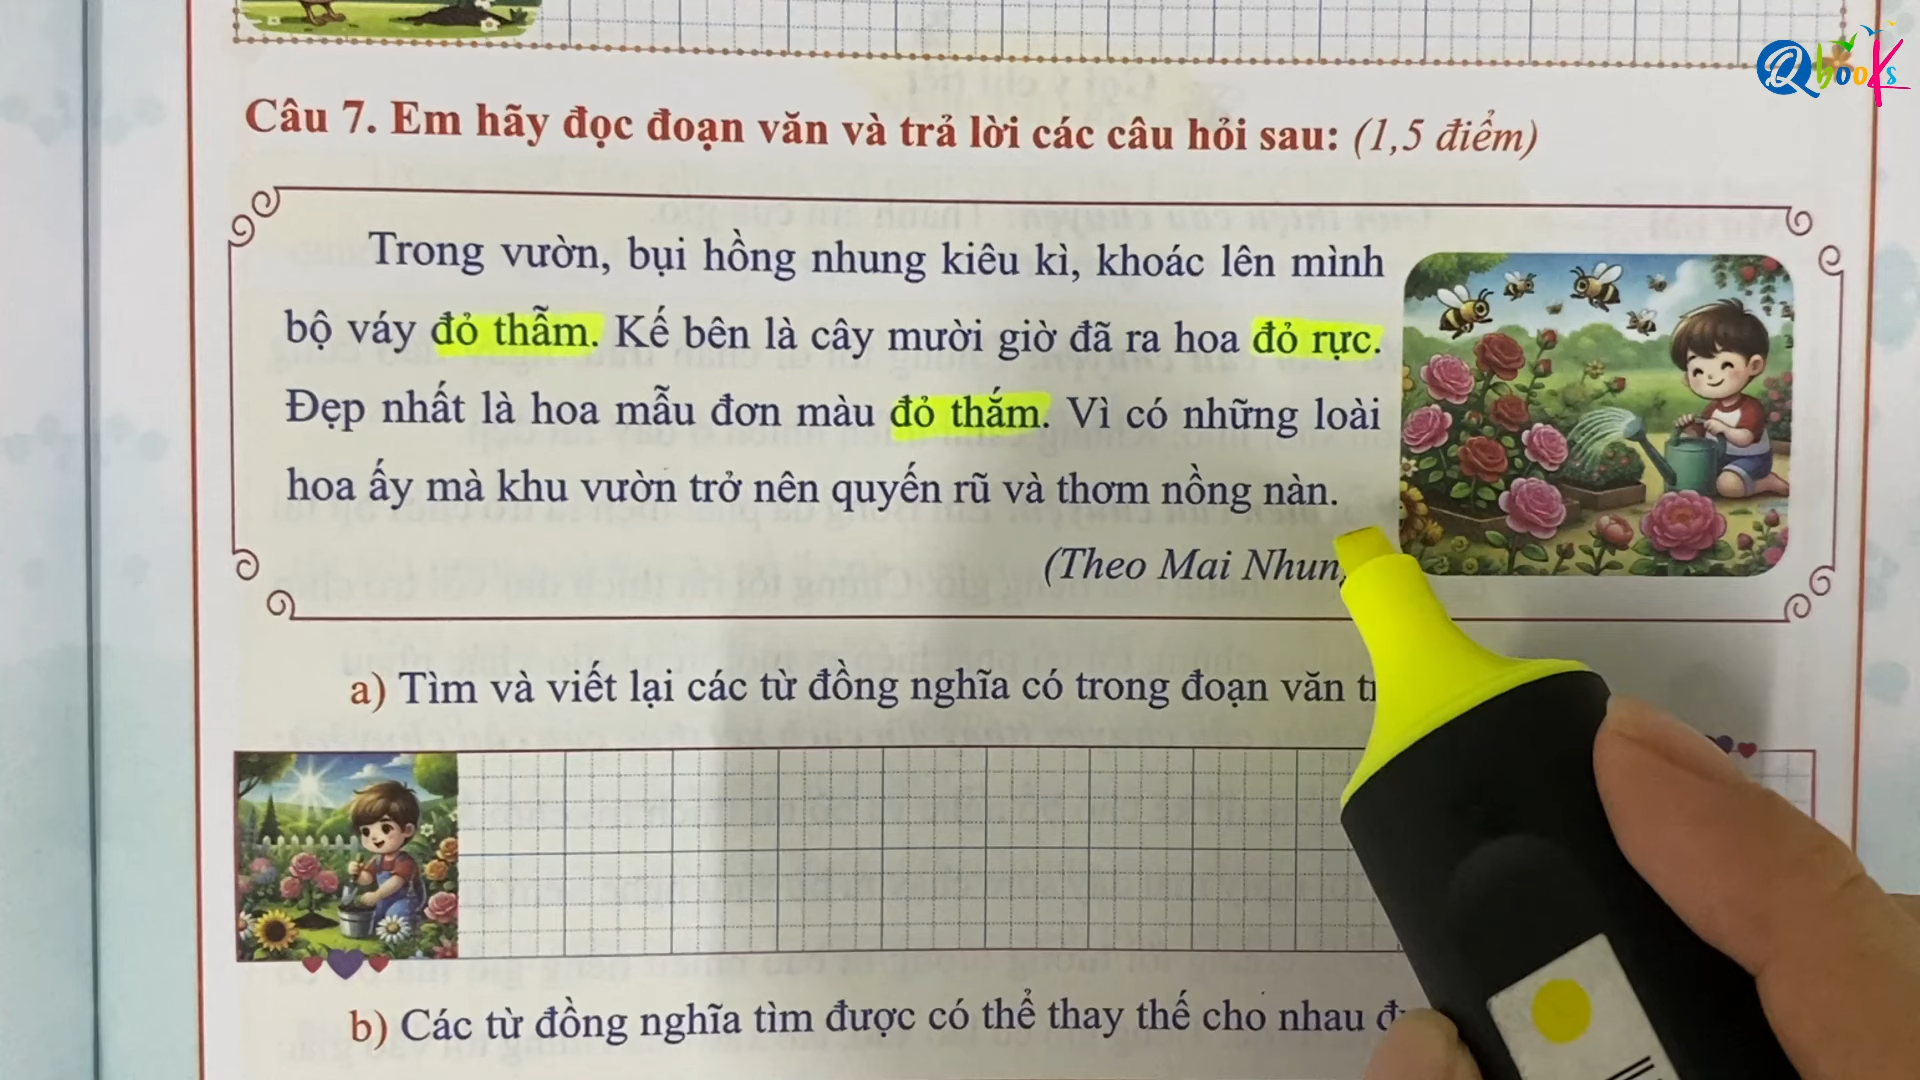 Qbooks
Câu 7. Em hãy đọc đoạn văn và trả lời các câu hỏi sau: (1,5 điểm)
Trong vườn, bụi hồng nhung kiêu kì, khoác lên mình
bộ váy đỏ thẫm. Kế bên là cây mười giờ đã ra hoa đỏ rực.
Đẹp nhất là hoa mẫu đơn màu đỏ thắm. Vì có những loài
hoa ấy mà khu vườn trở nên quyến rũ và thơm nồng nàn.
(Theo Mai Nhun
a) Tìm và viết lại các từ đồng nghĩa có trong đoạn văn
b) Các từ đồng nghĩa tìm được có thể thay thế cho nhau